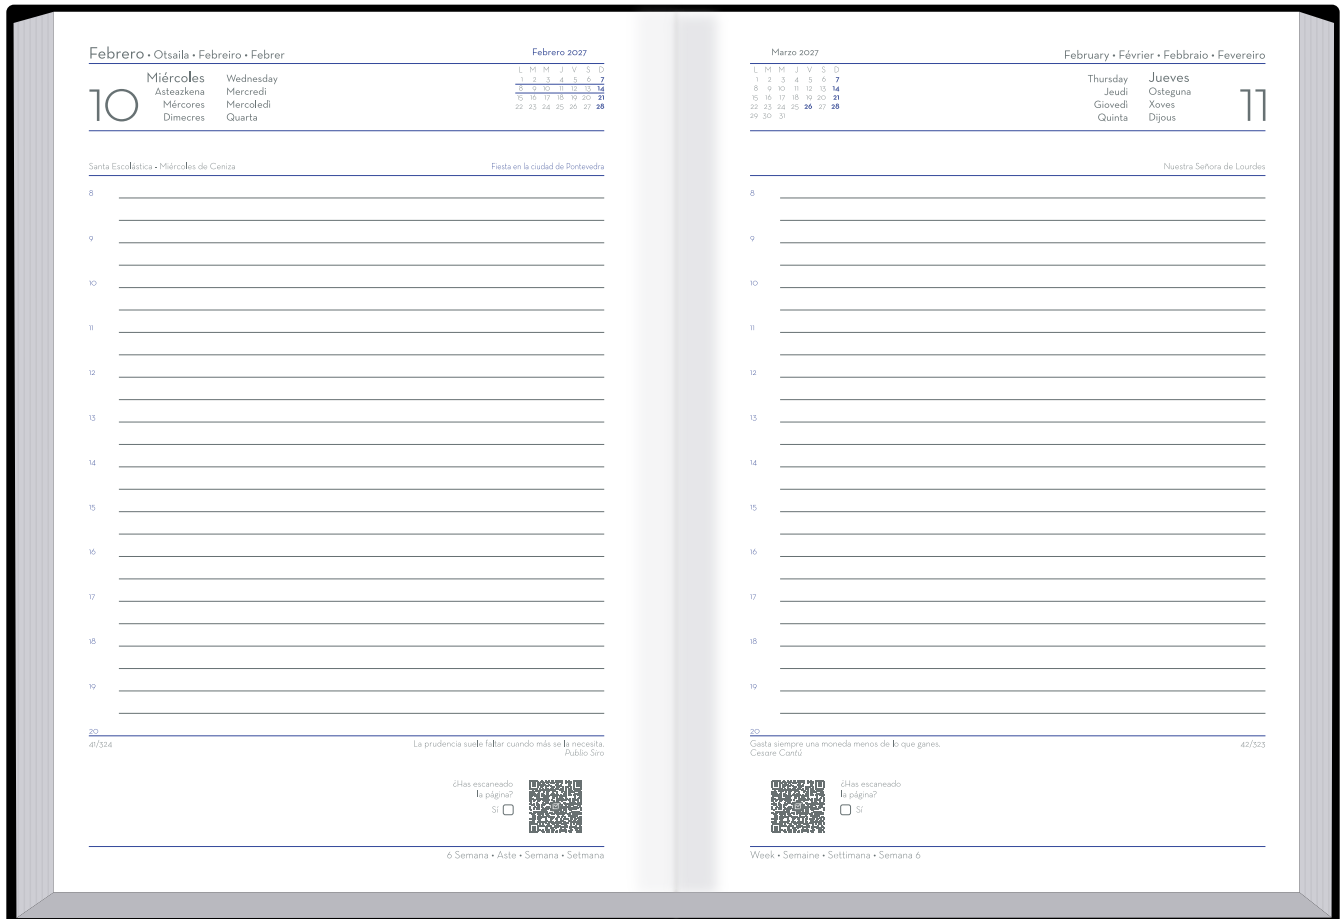 Febrero • Otsaila • Febreiro • Febrer
Febrero 2027
10
Miércoles Wednesday
Asteazkena Mercredi
Mércores Mercoledì
Dimecres Quarta
L M M J V S D
1 2 3 4 5 6 7
8 9 10 11 12 13 14
15 16 17 18 19 20 21
22 23 24 25 26 27 28
Santa Escolástica - Miércoles de Ceniza
Fiesta en la ciudad de Pontevedra
8
9
10
11
12
13
14
15
16
17
18
19
20
41/324
La prudencia suele faltar cuando más se la necesita.
Publio Siro
¿Has escaneado
la página?
Sí
6 Semana • Aste • Semana • Setmana
Marzo 2027
February • Février • Febbraio • Fevereiro
L M M J V S D
1 2 3 4 5 6 7
8 9 10 11 12 13 14
15 16 17 18 19 20 21
22 23 24 25 26 27 28
29 30 31
Thursday Jueves
Jeudi Osteguna
Giovedì Xoves
Quinta Dijous
11
Nuestra Señora de Lourdes
8
9
10
11
12
13
14
15
16
17
18
19
20
Gasta siempre una moneda menos de lo que ganes.
Cesare Cantú
42/323
¿Has escaneado
la página?
Sí
Week • Semaine • Settimana • Semana 6